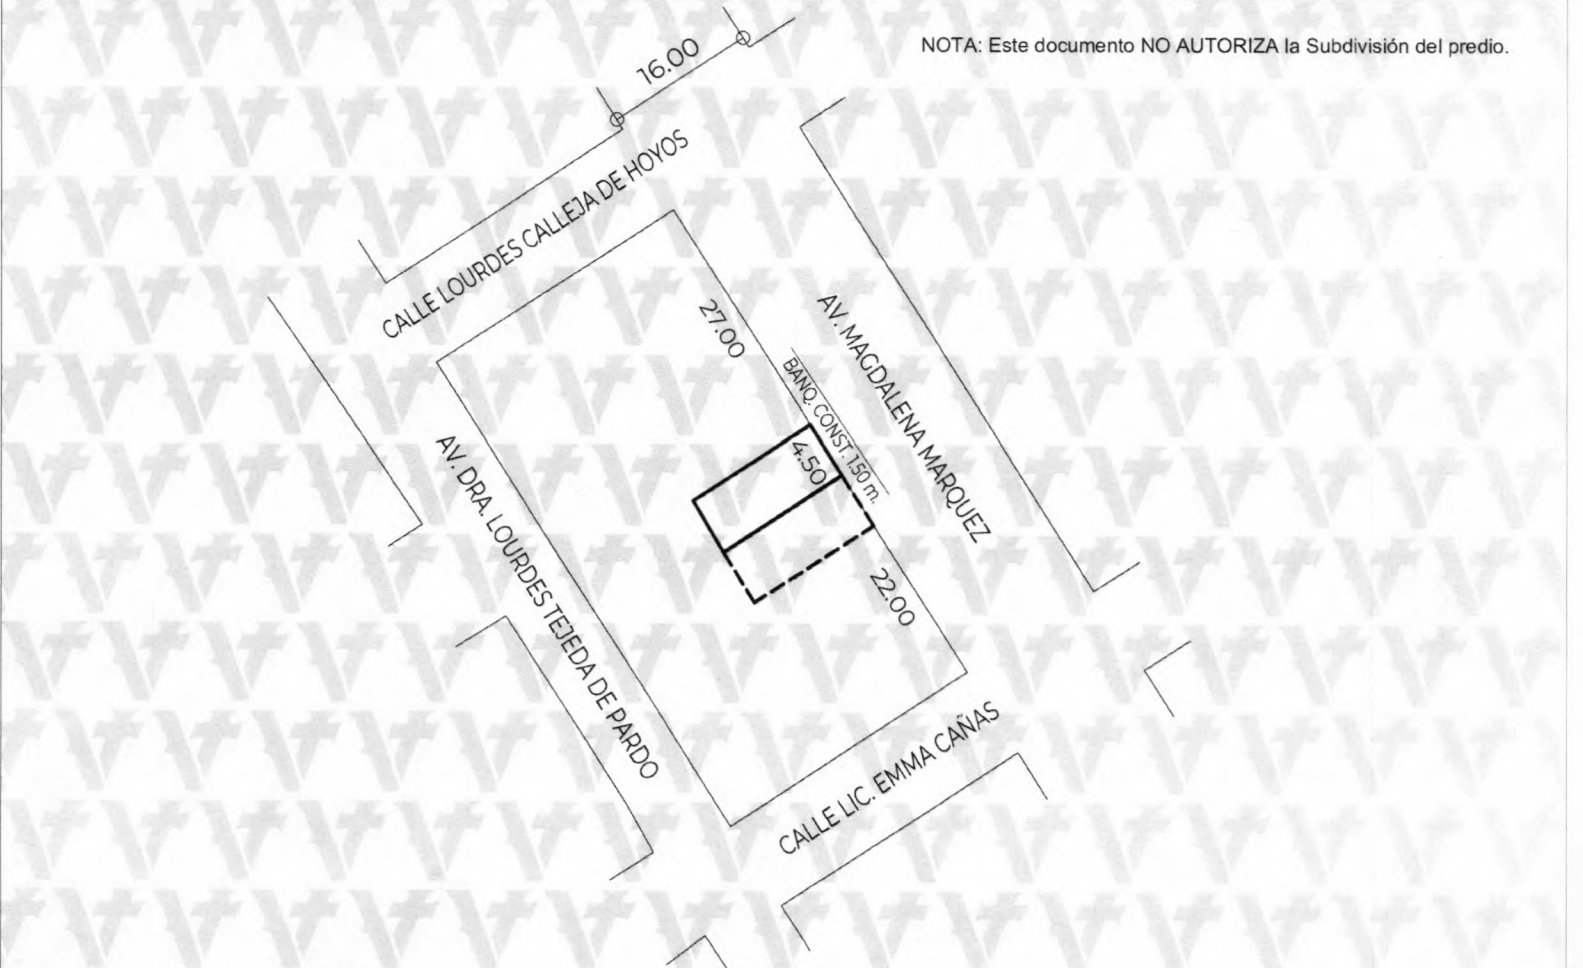 NOTA: Este documento NO AUTORIZA la Subdivisión del predio.
16.00
CALLE LOURDES CALLEJA DE HOYOS
27.00
AV. MAGDALENA MARQUEZ
BANQ. CONST. 1.50 m.
4.50
AV. DRA. LOURDES TEJEDA DE PARDO
22.00
CALLE LIC. EMMA CAÑAS